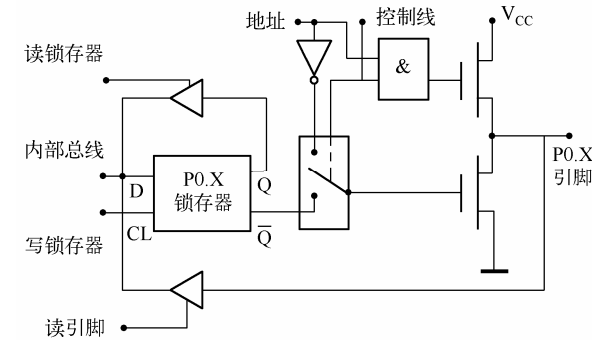 地址
控制线
VCC
读锁存器
&
内部总线
P0.X
锁存器
D
Q
P0.X
引脚
CL
写锁存器
Q̅
读引脚